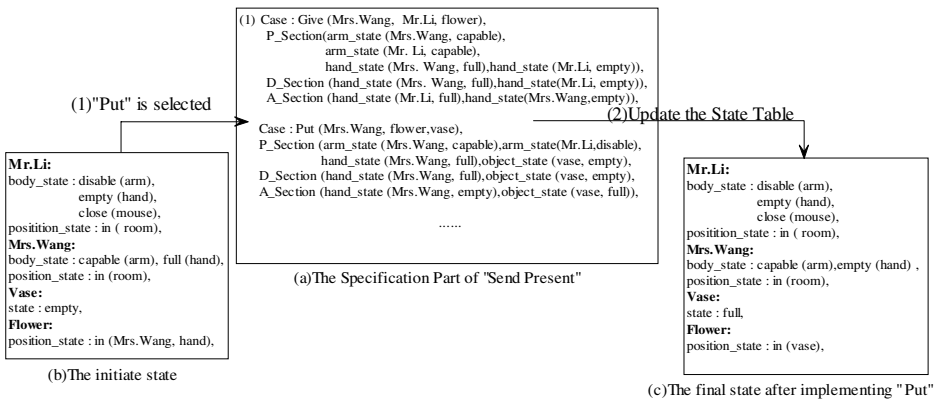 (1) Case : Give (Mrs.Wang, Mr.Li, flower),
P_Section(arm_state (Mrs.Wang, capable),
arm_state (Mr. Li, capable),
hand_state (Mrs. Wang, full),hand_state (Mr.Li, empty)),
D_Section (hand_state (Mrs. Wang, full),hand_state(Mr.Li, empty)),
A_Section (hand_state (Mr.Li, full),hand_state(Mrs.Wang,empty)),
Case : Put (Mrs.Wang, flower,vase),
P_Section (arm_state (Mrs.Wang, capable),arm_state(Mr.Li,disable),
hand_state (Mrs.Wang, full),object_state (vase, empty),
D_Section (hand_state (Mrs.Wang, full),object_state (vase, empty),
A_Section (hand_state (Mrs.Wang, empty),object_state (vase, full)),
......
(a)The Specification Part of "Send Present"
(1)"Put" is selected
(2)Update the State Table
Mr.Li:
body_state : disable (arm),
empty (hand),
close (mouse),
positition_state : in ( room),
Mrs.Wang:
body_state : capable (arm), full (hand),
position_state : in (room),
Vase:
state : empty,
Flower:
position_state : in (Mrs.Wang, hand),
(b)The initiate state
Mr.Li:
body_state : disable (arm),
empty (hand),
close (mouse),
positition_state : in ( room),
Mrs.Wang:
body_state : capable (arm),empty (hand) ,
position_state : in (room),
Vase:
state : full,
Flower:
position_state : in (vase),
(c)The final state after implementing "Put"